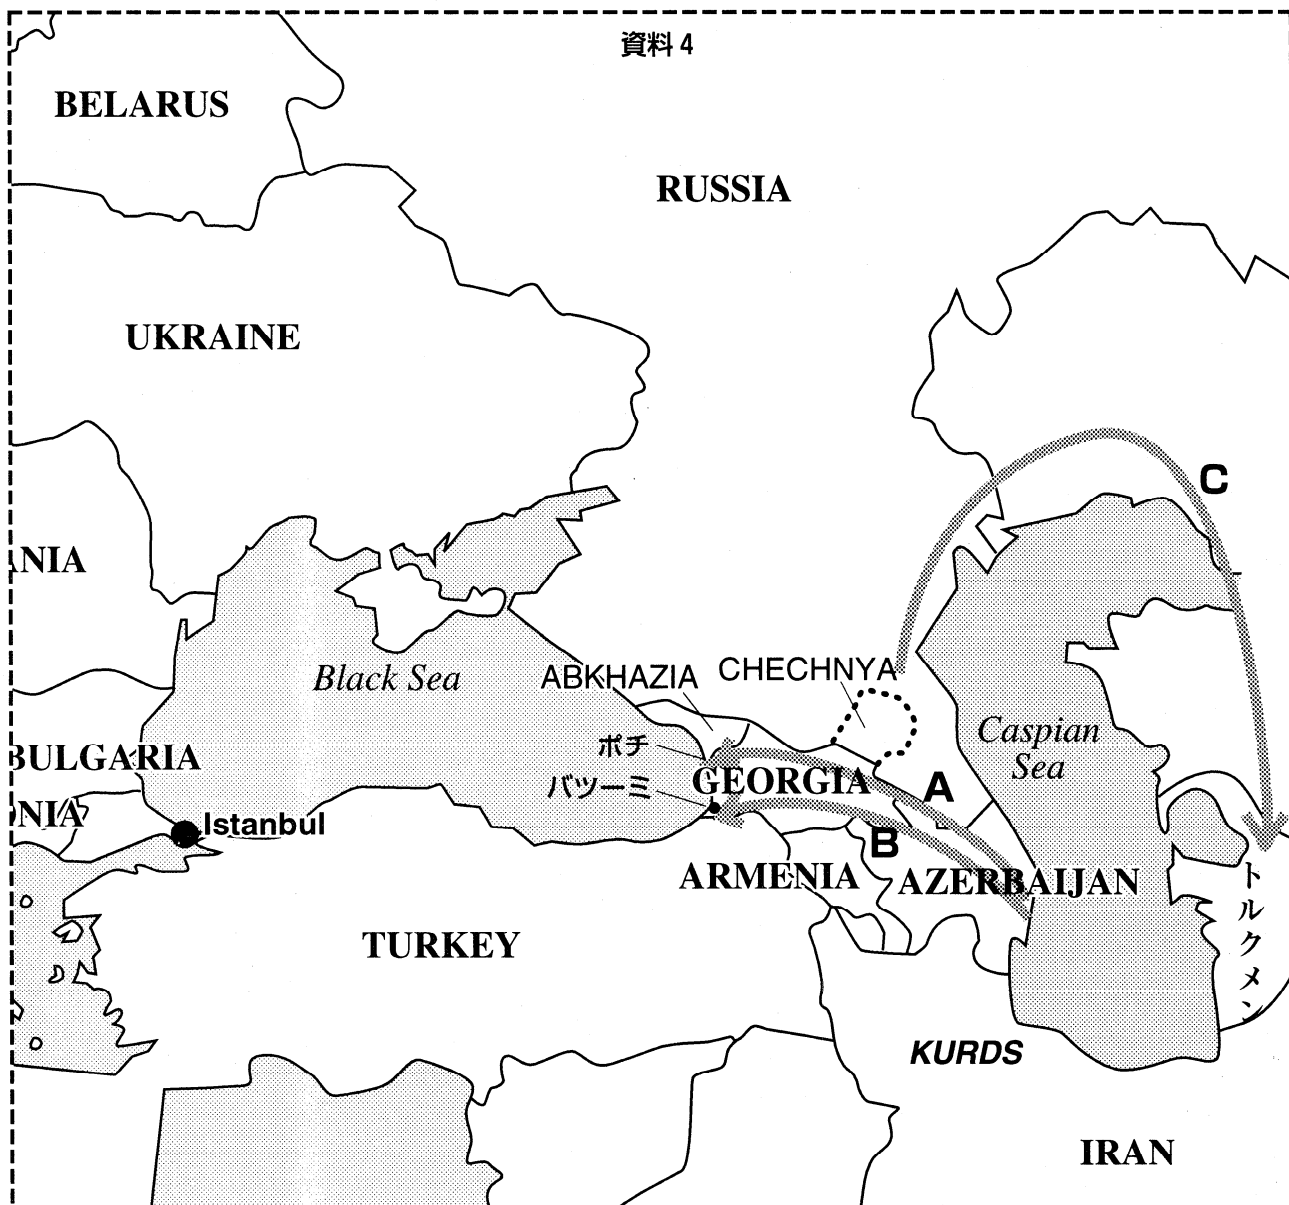 資料 4
BELARUS
RUSSIA
UKRAINE
C
ANIA
Black Sea
ABKHAZIA
CHECHNYA
Caspian
Sea
ポチ
バツーミ
GEORGIA
A
BULGARIA
NIA
Istanbul
B
ARMENIA
AZERBAIJAN
トルクメン
TURKEY
KURDS
IRAN